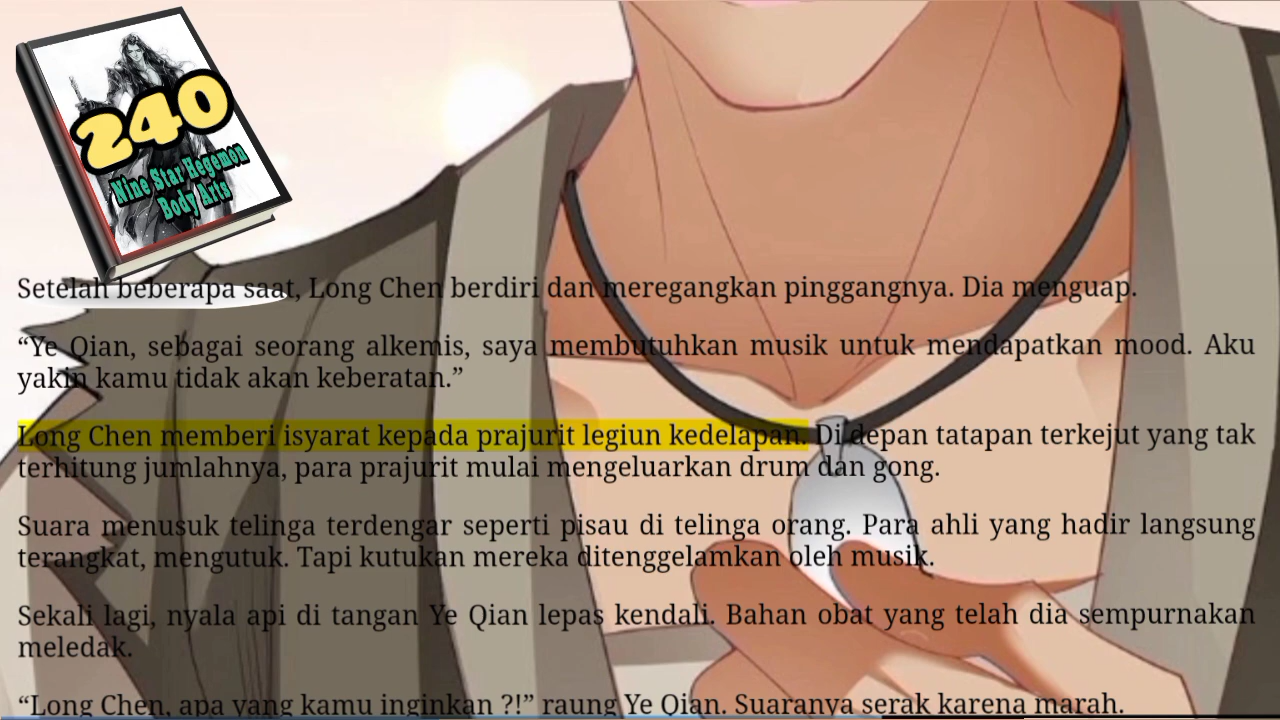 240
Nine Star Hegemon
Body Arts
Setelah beberapa saat, Long Chen berdiri dan meregangkan pinggangnya. Dia menguap.
“Ye Qian, sebagai seorang alkemis, saya membutuhkan musik untuk mendapatkan mood. Aku
yakin kamu tidak akan keberatan.”
Long Chen memberi isyarat kepada prajurit legiun kedelapan. Di depan tatapan terkejut yang tak
terhitung jumlahnya, para prajurit mulai mengeluarkan drum dan gong.
Suara menusuk telinga terdengar seperti pisau di telinga orang. Para ahli yang hadir langsung
terangkat, mengutuk. Tapi kutukan mereka ditenggelamkan oleh musik.
Sekali lagi, nyala api di tangan Ye Qian lepas kendali. Bahan obat yang telah dia sempurnakan
meledak.
“Long Chen, apa yang kamu inginkan ?!” raung Ye Qian. Suaranya serak karena marah.